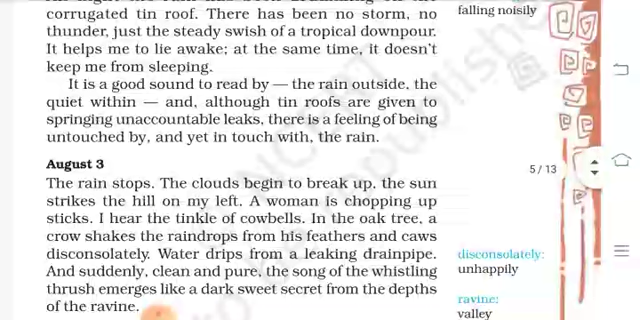 corrugated tin roof. There has been no storm, no
thunder, just the steady swish of a tropical downpour.
It helps me to lie awake; at the same time, it doesn't
keep me from sleeping.
It is a good sound to read by — the rain outside, the
quiet within — and, although tin roofs are given to
springing unaccountable leaks, there is a feeling of being
untouched by, and yet in touch with, the rain.
August 3
The rain stops. The clouds begin to break up, the sun
strikes the hill on my left. A woman is chopping up
sticks. I hear the tinkle of cowbells. In the oak tree, a
crow shakes the raindrops from his feathers and caws
disconsolately. Water drips from a leaking drainpipe.
And suddenly, clean and pure, the song of the whistling
thrush emerges like a dark sweet secret from the depths
of the ravine.
falling noisily
5 / 13
disconsolately:
unhappily
ravine:
valley